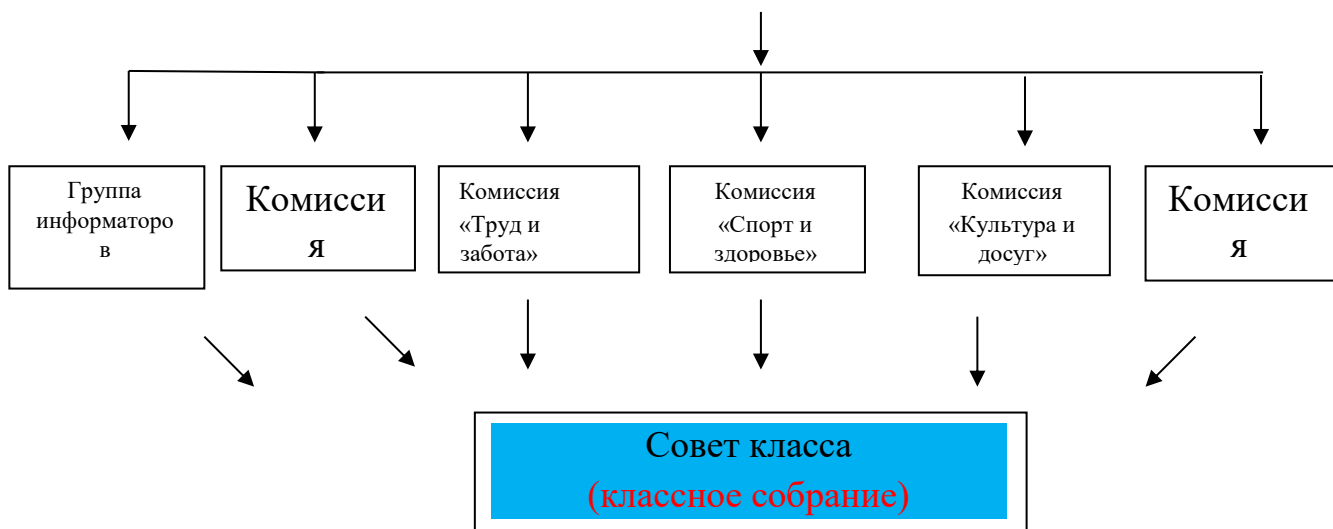 Группа
информаторо
в
Комисси
я
Комиссия
«Труд и
забота»
Комиссия
«Спорт и
здоровье»
Комиссия
«Культура и
досуг»
Комисси
я
Совет класса
(классное собрание)